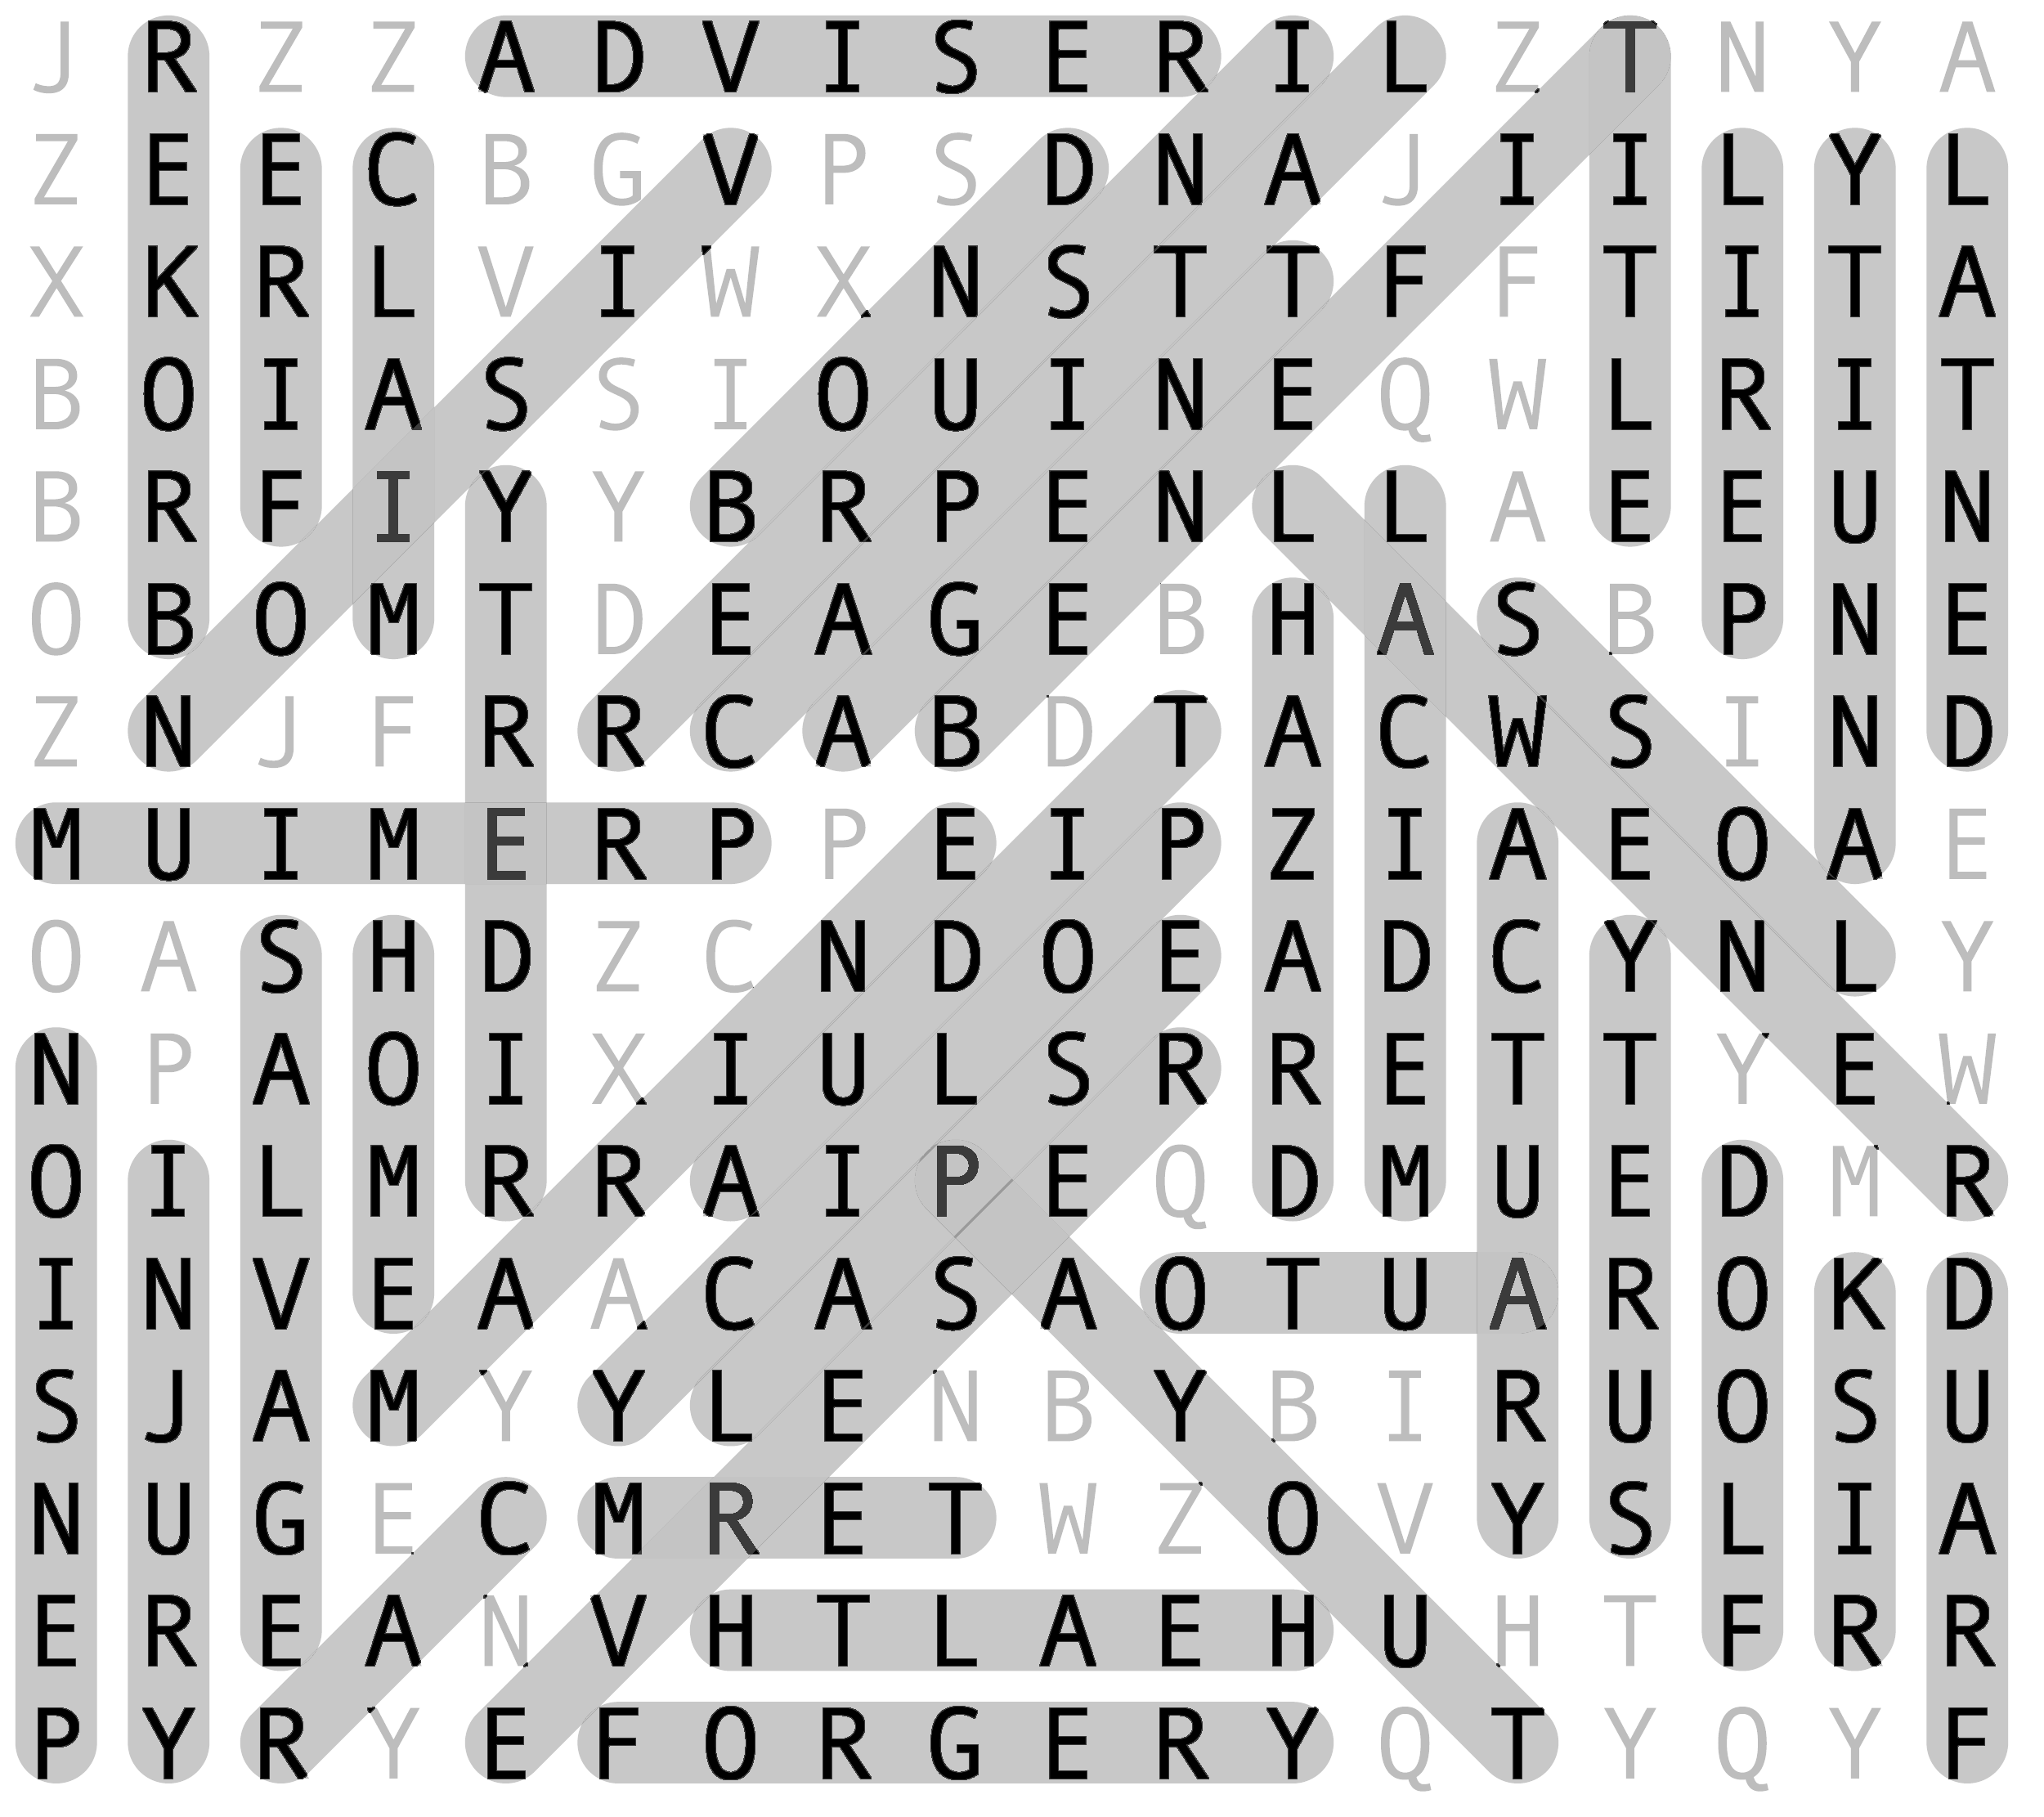 J R Z Z A D V I S E R I L Z T N Y A
Z E E C B G V P S D N A J I I L Y L
X K R L V I W X N S T T F F T I T A
B O I A S S I O U I N E Q W L R I T
B R F I Y Y B R P E N L L A E E U N
O B O M T D E A G E B H A S B P N E
Z N J F R R C A B D T A C W S I N D
M U I M E R P P E I P Z I A E O A E
O A S H D Z C N D O E A D C Y N L Y
N P A O I X I U L S R R E T T Y E W
O I L M R R A I P E Q D M U E D M R
I N V E A A C A S A O T U A R O K D
S J A M Y Y L E N B Y B I R U O S U
N U G E C M R E T W Z O V Y S L I A
E R E A N V H T L A E H U H T F R R
P Y R Y E F O R G E R Y Q T Y Q Y F